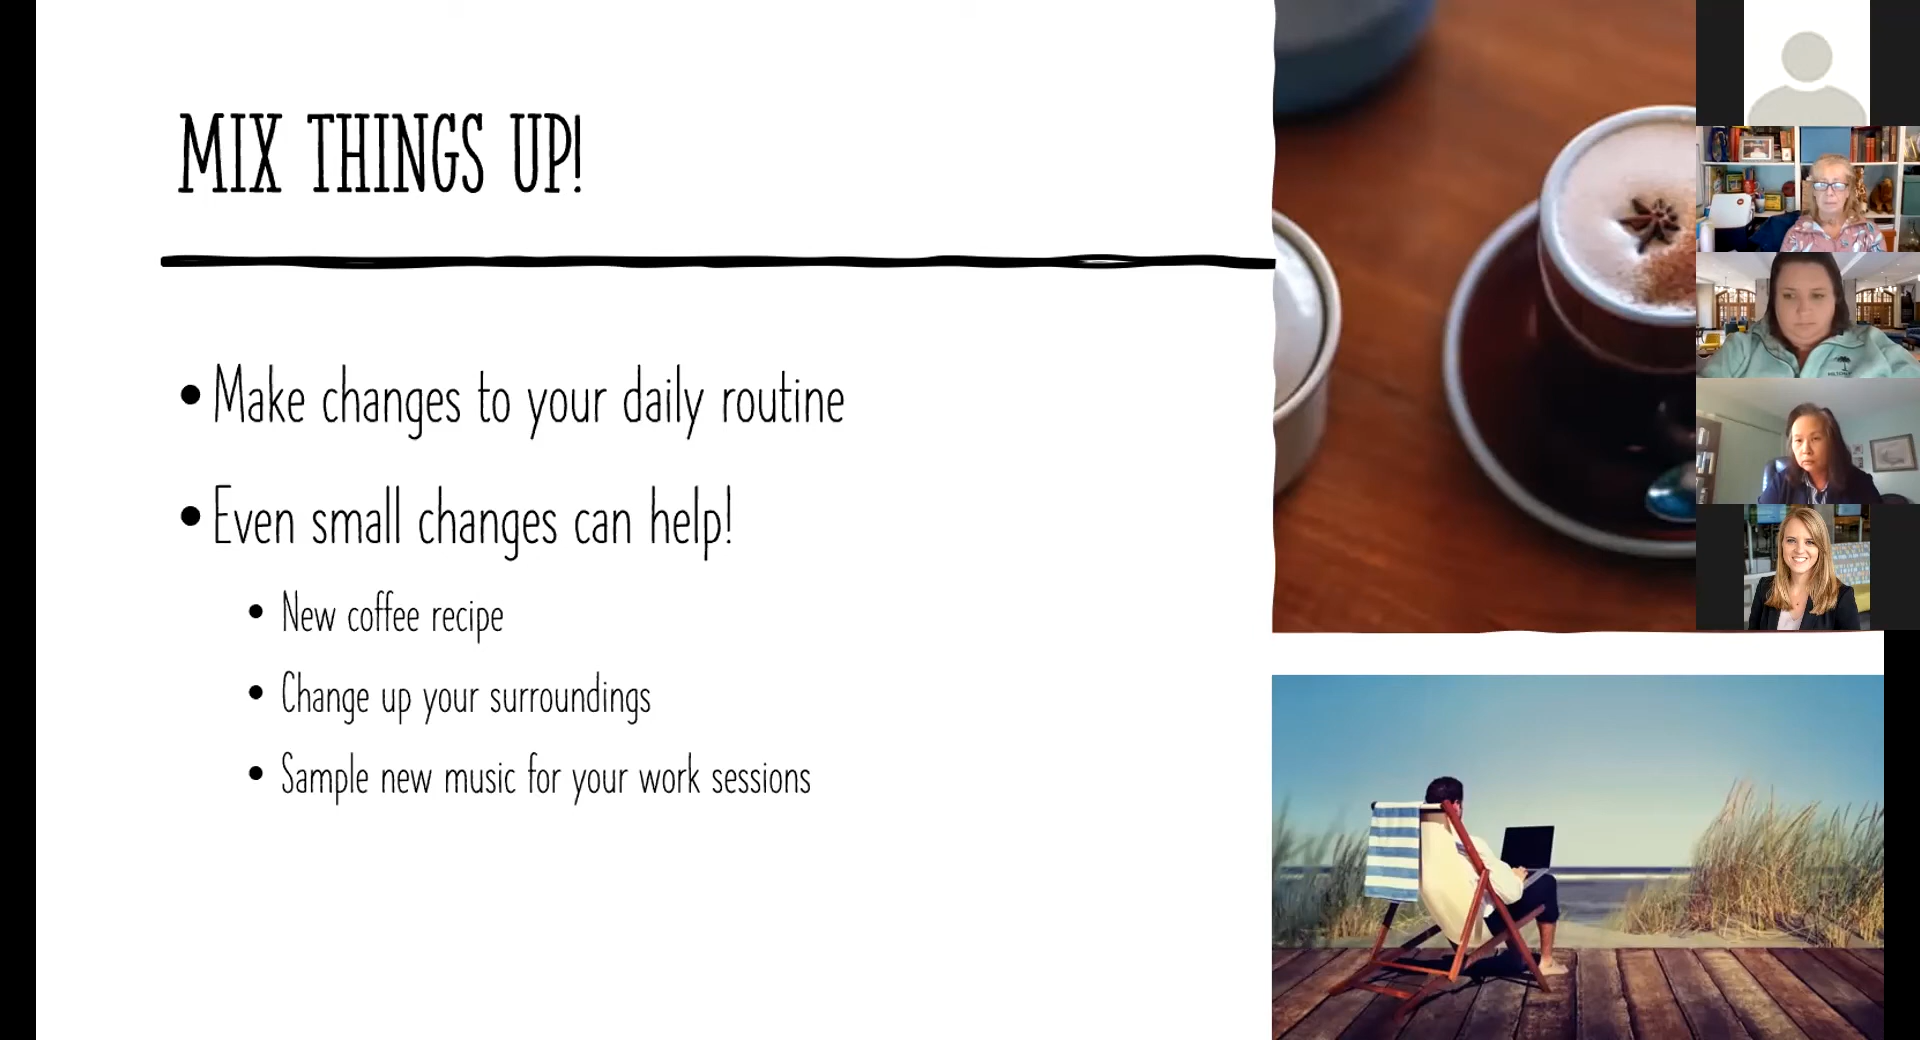 MIX THINGS UP!
• Make changes to your daily routine
• Even small changes can help!
• New coffee recipe
• Change up your surroundings
• Sample new music for your work sessions